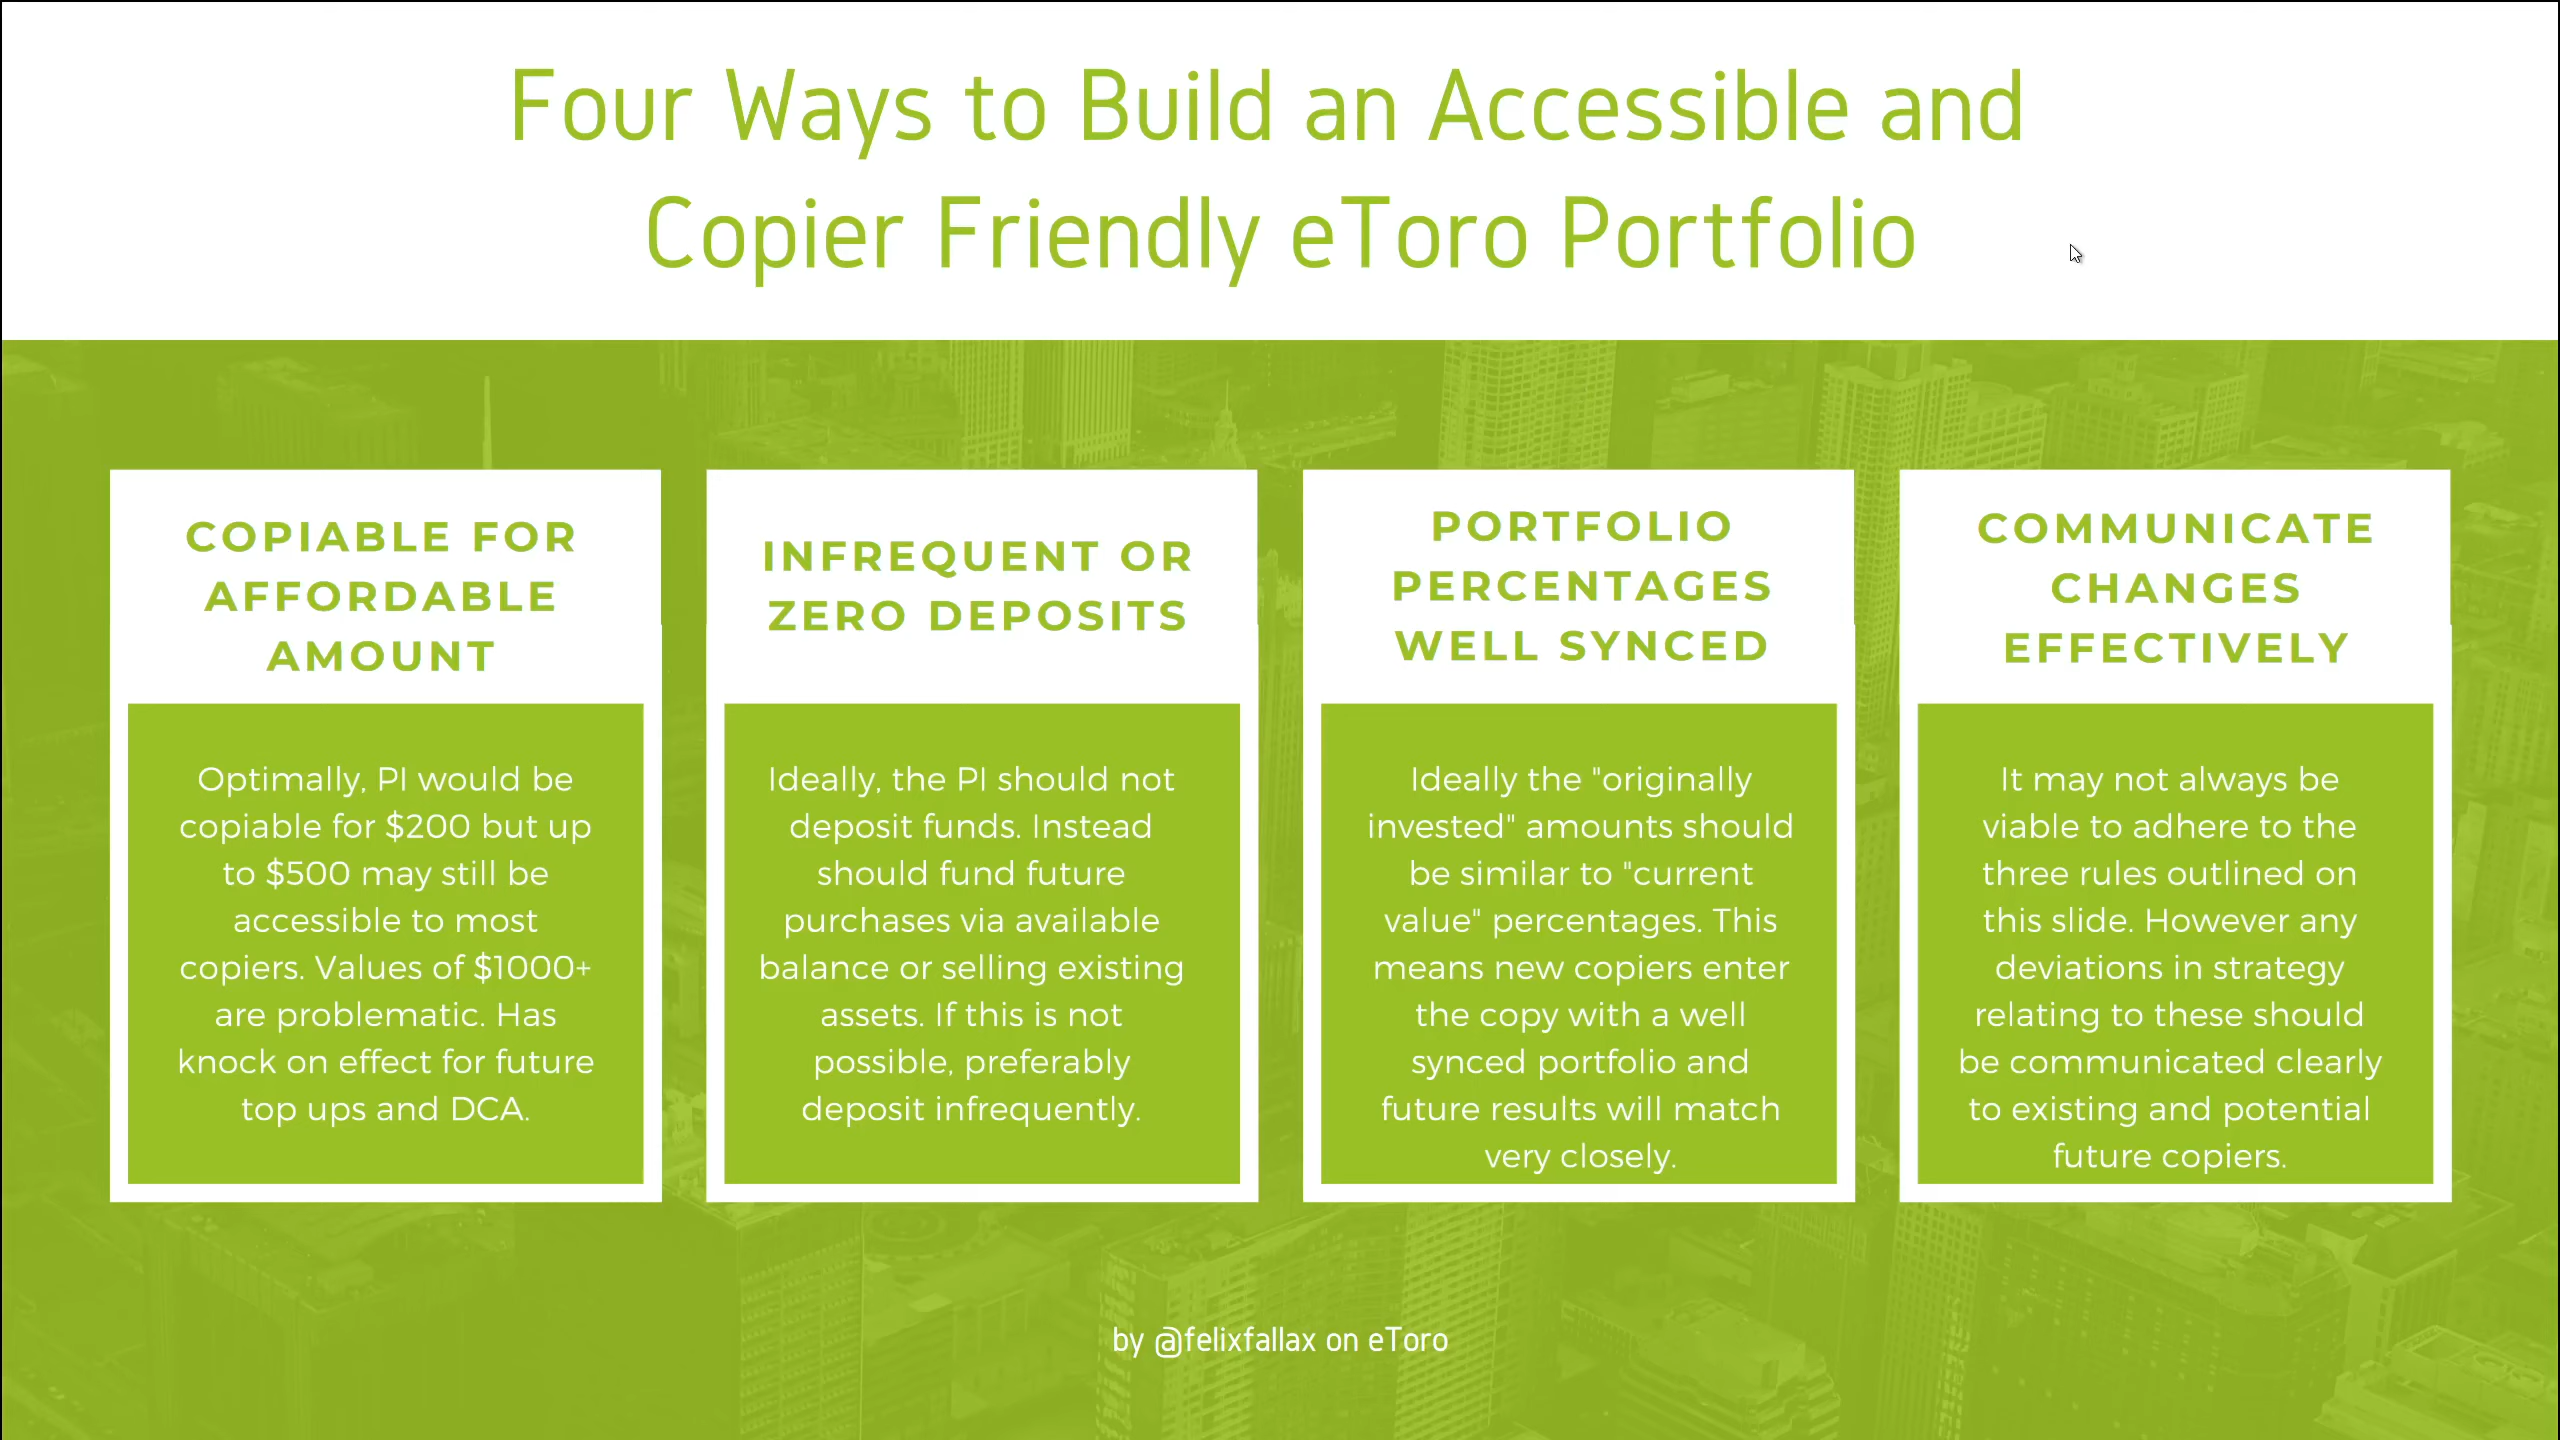 Four Ways to Build an Accessible and
Copier Friendly eToro Portfolio
COPIABLE FOR
AFFORDABLE
AMOUNT
Optimally, PI would be
copiable for $200 but up
to $500 may still be
accessible to most
copiers. Values of $1000+
are problematic. Has
knock on effect for future
top ups and DCA.
INFREQUENT OR
ZERO DEPOSITS
Ideally, the PI should not
deposit funds. Instead
should fund future
purchases via available
balance or selling existing
assets. If this is not
possible, preferably
deposit infrequently.
PORTFOLIO
PERCENTAGES
WELL SYNCED
Ideally the "originally
invested" amounts should
be similar to "current
value" percentages. This
means new copiers enter
the copy with a well
synced portfolio and
future results will match
very closely.
COMMUNICATE
CHANGES
EFFECTIVELY
It may not always be
viable to adhere to the
three rules outlined on
this slide. However any
deviations in strategy
relating to these should
be communicated clearly
to existing and potential
future copiers.
by @felixfallax on eToro